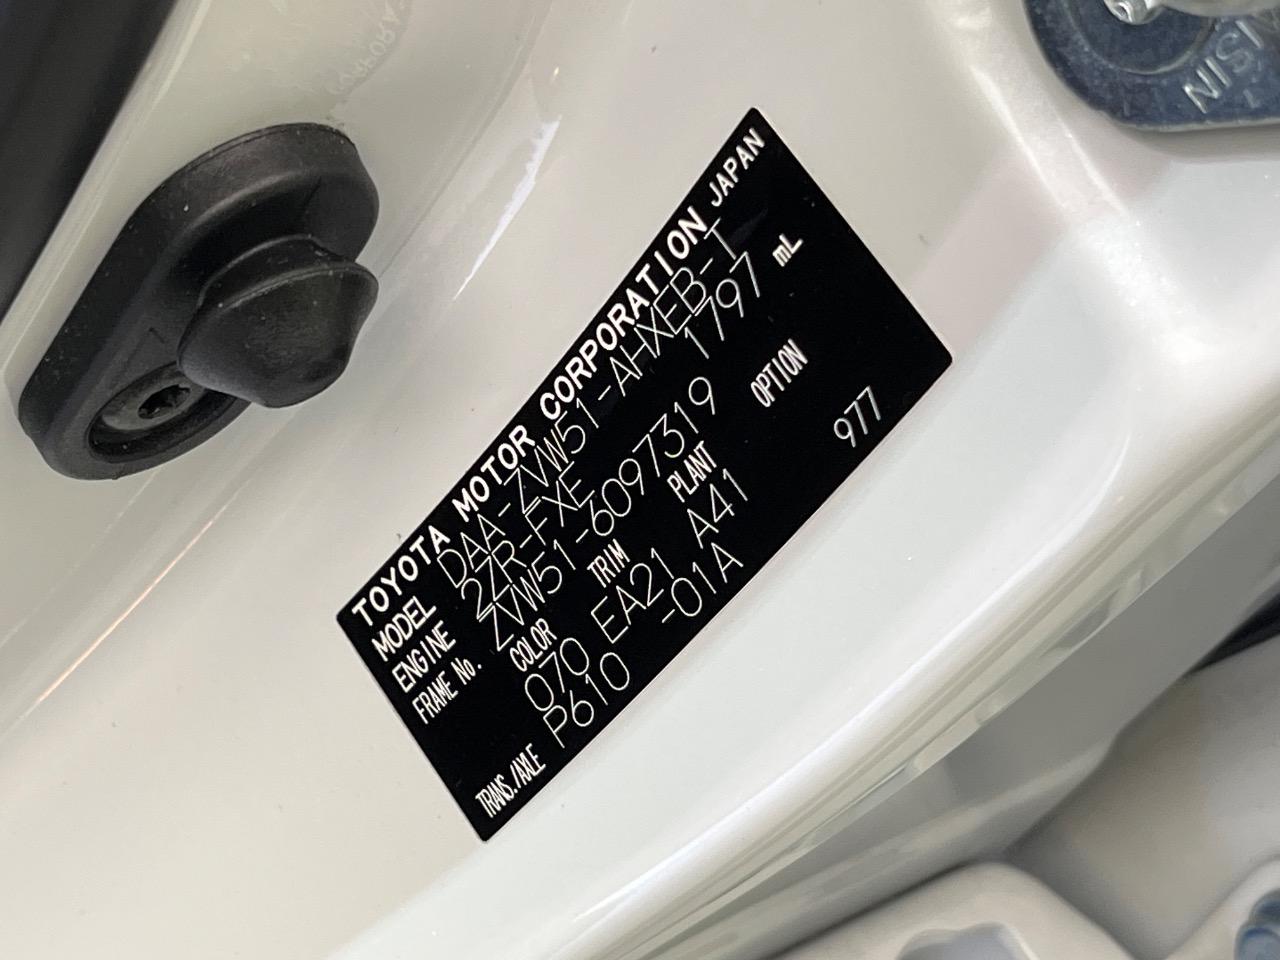 TOYOTA MOTOR CORPORATION JAPAN
MODEL DAA-ZVW51-AHXEB-T
ENGINE 2ZR-FXE 1797 mL
FRAME No. ZVW51-6097319
COLOR TRIM PLANT OPTION
070 EA21 A41 977
TRANS./AXLE P610 -01A